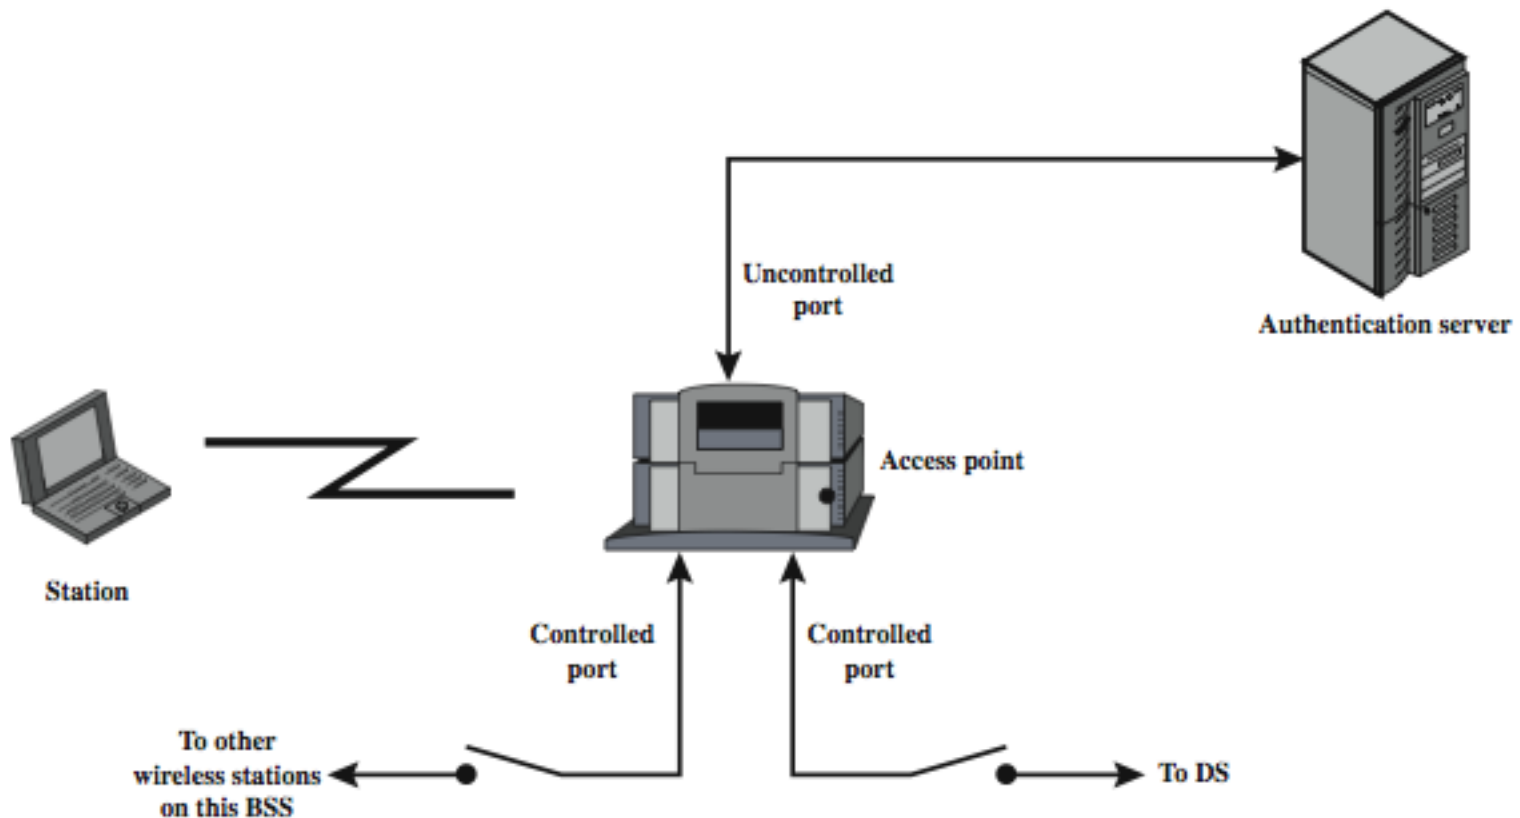 Uncontrolled
port
Authentication server
Access point
Station
Controlled
port
Controlled
port
To other
wireless stations
on this BSS
To DS